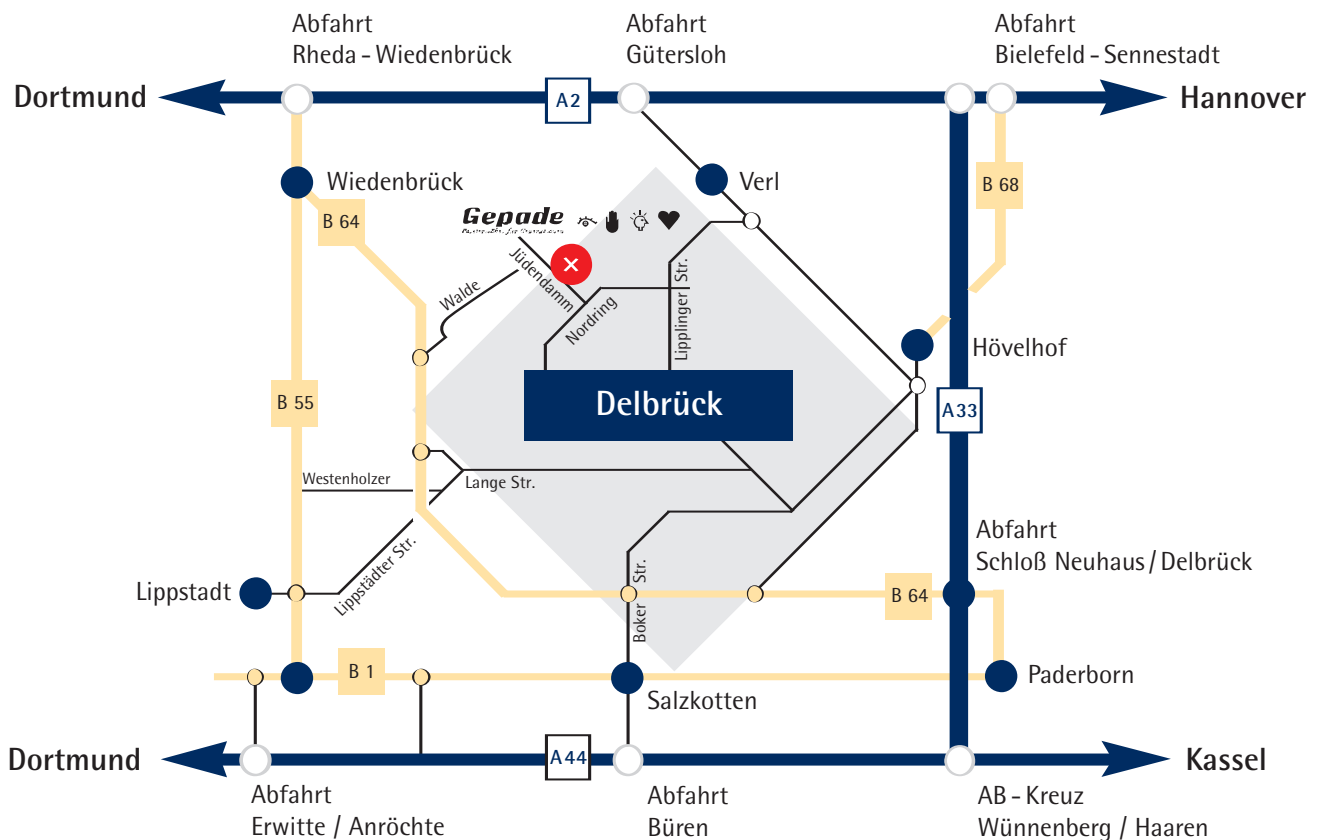 Abfahrt
Rheda - Wiedenbrück
Abfahrt
Gütersloh
Abfahrt
Bielefeld - Sennestadt
Dortmund
A2
Hannover
Wiedenbrück
Verl
B 68
B 64
Gepade
Jüdendamm
Walde
Nordring
Lipplinger Str.
Hövelhof
B 55
Delbrück
A33
Westenholzer
Lange Str.
Lippstädter Str.
Abfahrt
Schloß Neuhaus / Delbrück
Lippstadt
Boker Str.
B 64
B 1
Salzkotten
Paderborn
Dortmund
A44
Kassel
Abfahrt
Erwitte / Anröchte
Abfahrt
Büren
AB - Kreuz
Wünnenberg / Haaren